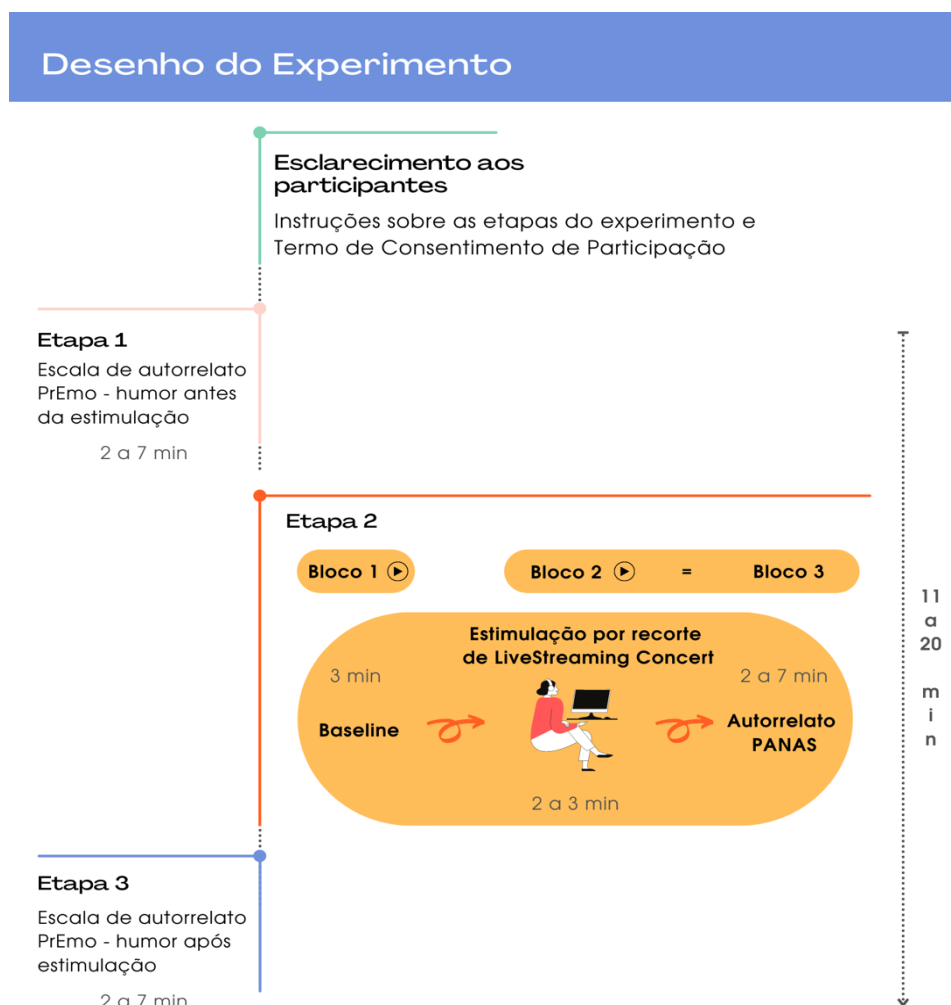 Desenho do Experimento
Esclarecimento aos
participantes
Instruções sobre as etapas do experimento e
Termo de Consentimento de Participação
Etapa 1
Escala de autorrelato
PrEmo - humor antes
da estimulação
2 a 7 min
Etapa 2
Bloco 1
Bloco 2 = Bloco 3
Estimulação por recorte
de LiveStreaming Concert
3 min
2 a 7 min
Baseline
Autorrelato
PANAS
2 a 3 min
11
a
20
m
i
n
Etapa 3
Escala de autorrelato
PrEmo - humor após
estimulação
2 a 7 min